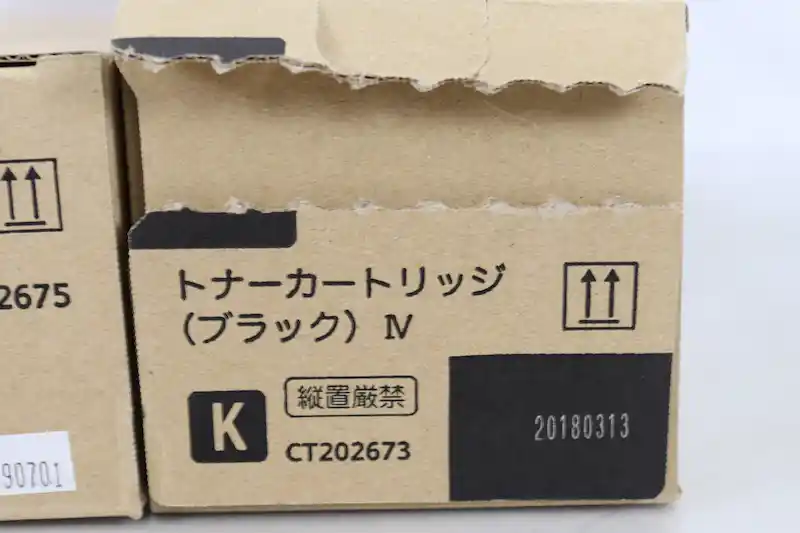 トナーカートリッジ
（ブラック）Ⅳ
K
縦置厳禁
CT202673
20180313
2675
90701